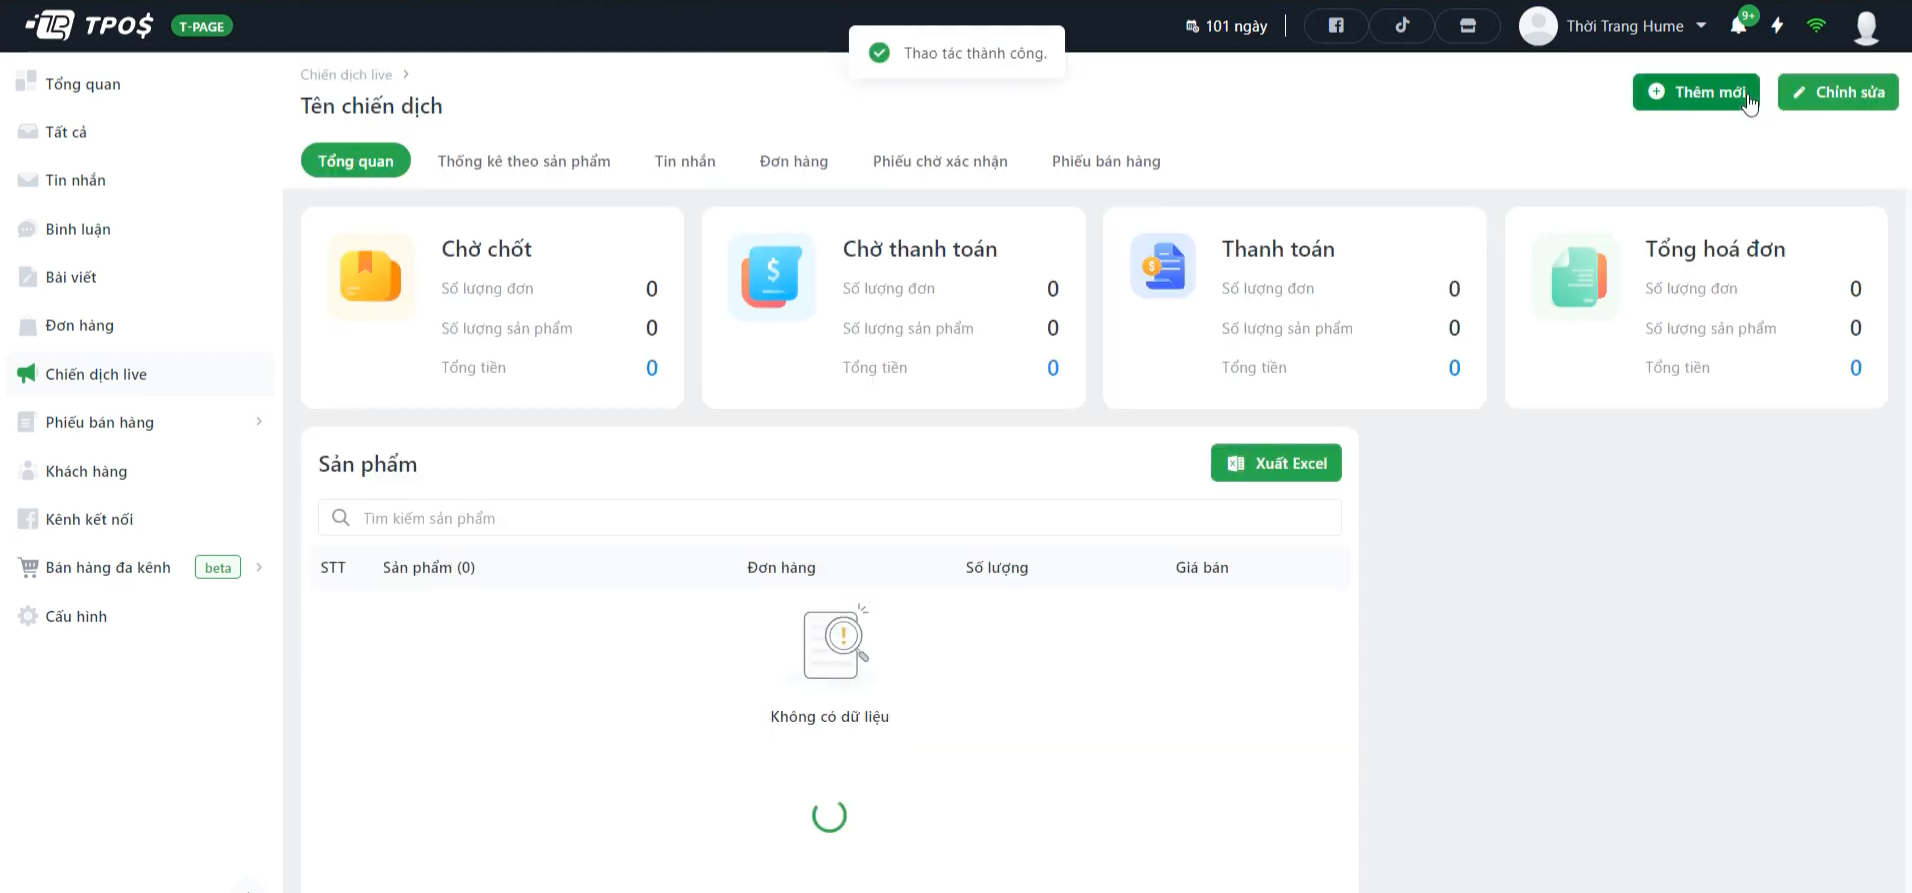 TPO$ T-PAGE
101 ngày
Thời Trang Hume
9+
Thao tác thành công.
Tổng quan
Tất cả
Tin nhắn
Bình luận
Bài viết
Đơn hàng
Chiến dịch live
Phiếu bán hàng
Khách hàng
Kênh kết nối
Bán hàng đa kênh beta
Cấu hình
Chiến dịch live
Tên chiến dịch
Thêm mới
Chỉnh sửa
Tổng quan Thống kê theo sản phẩm Tin nhắn Đơn hàng Phiếu chờ xác nhận Phiếu bán hàng
Chờ chốt
Số lượng đơn 0
Số lượng sản phẩm 0
Tổng tiền 0
Chờ thanh toán
Số lượng đơn 0
Số lượng sản phẩm 0
Tổng tiền 0
Thanh toán
Số lượng đơn 0
Số lượng sản phẩm 0
Tổng tiền 0
Tổng hoá đơn
Số lượng đơn 0
Số lượng sản phẩm 0
Tổng tiền 0
Sản phẩm
Xuất Excel
Tìm kiếm sản phẩm
STT Sản phẩm (0) Đơn hàng Số lượng Giá bán
Không có dữ liệu